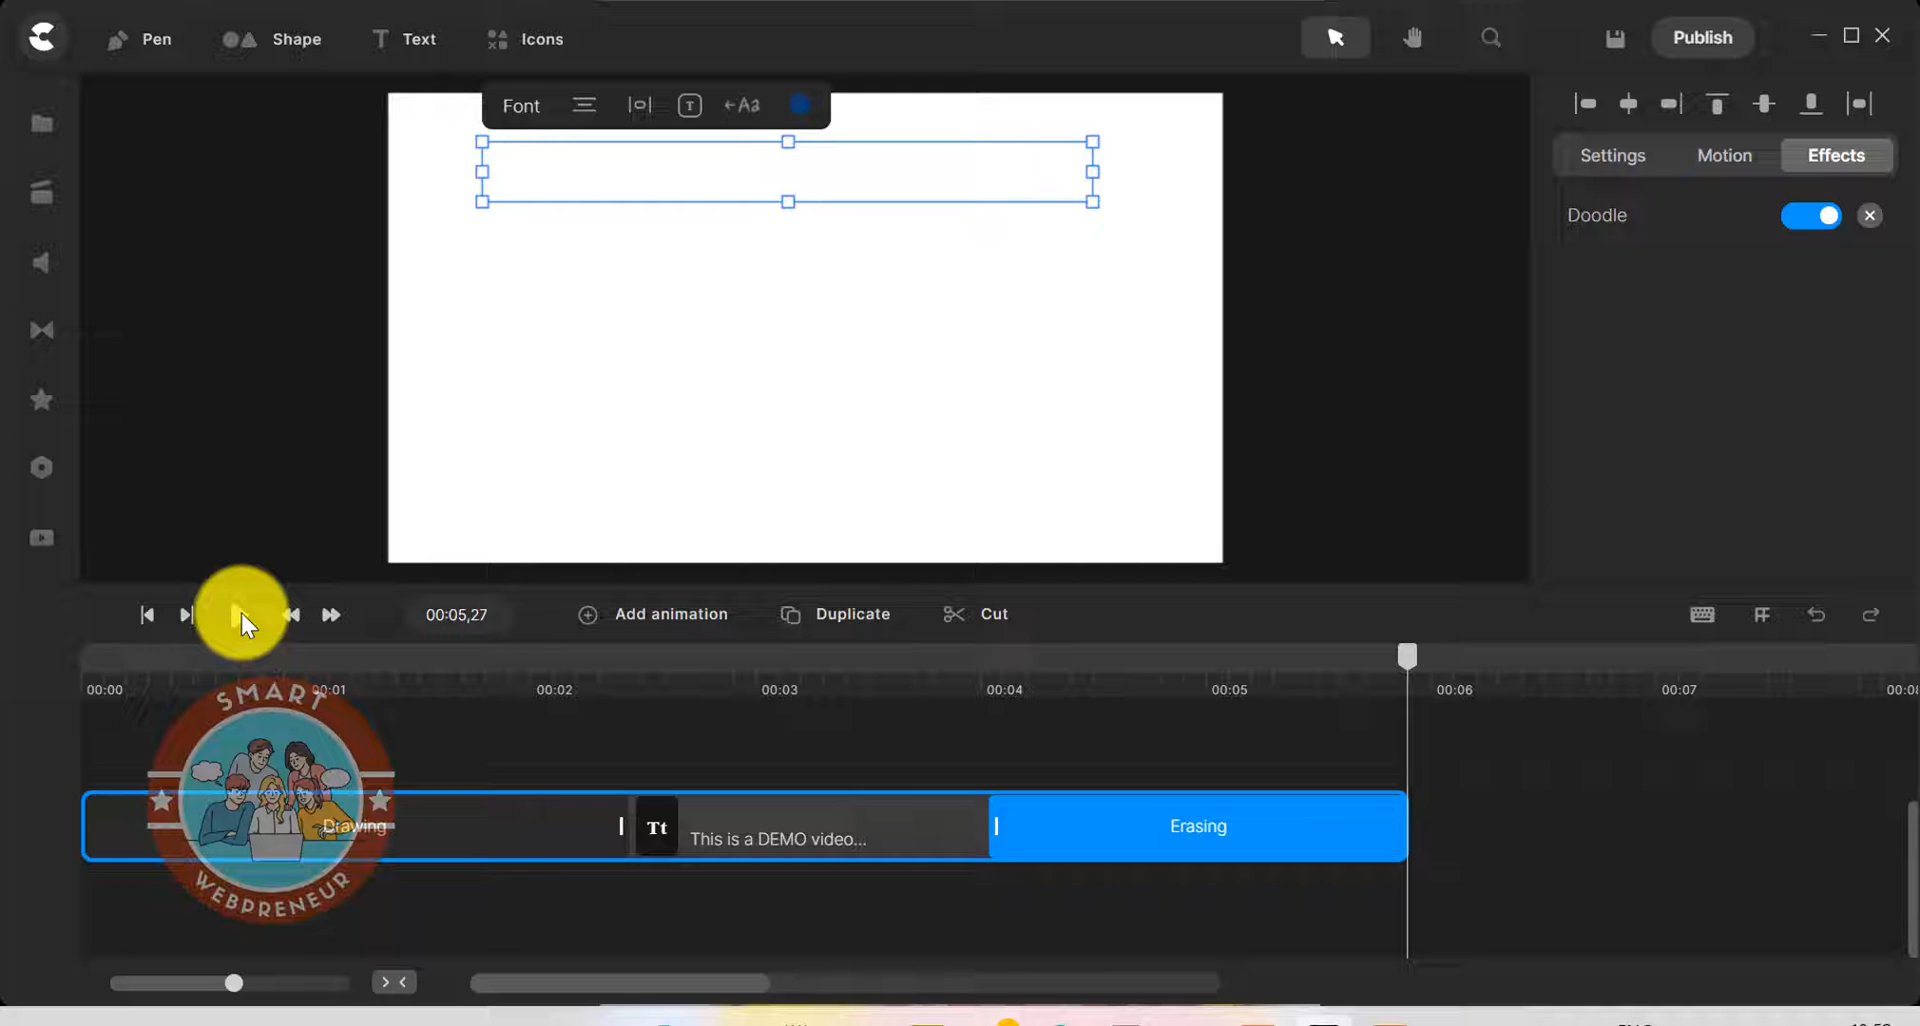 Pen Shape Text Icons Publish
Font Aa
Settings Motion Effects
Doodle
00:05,27 Add animation Duplicate Cut
00:00 00:01 00:02 00:03 00:04 00:05 00:06 00:07
SMART
Drawing Tt This is a DEMO video... Erasing
WEBPRENEUR